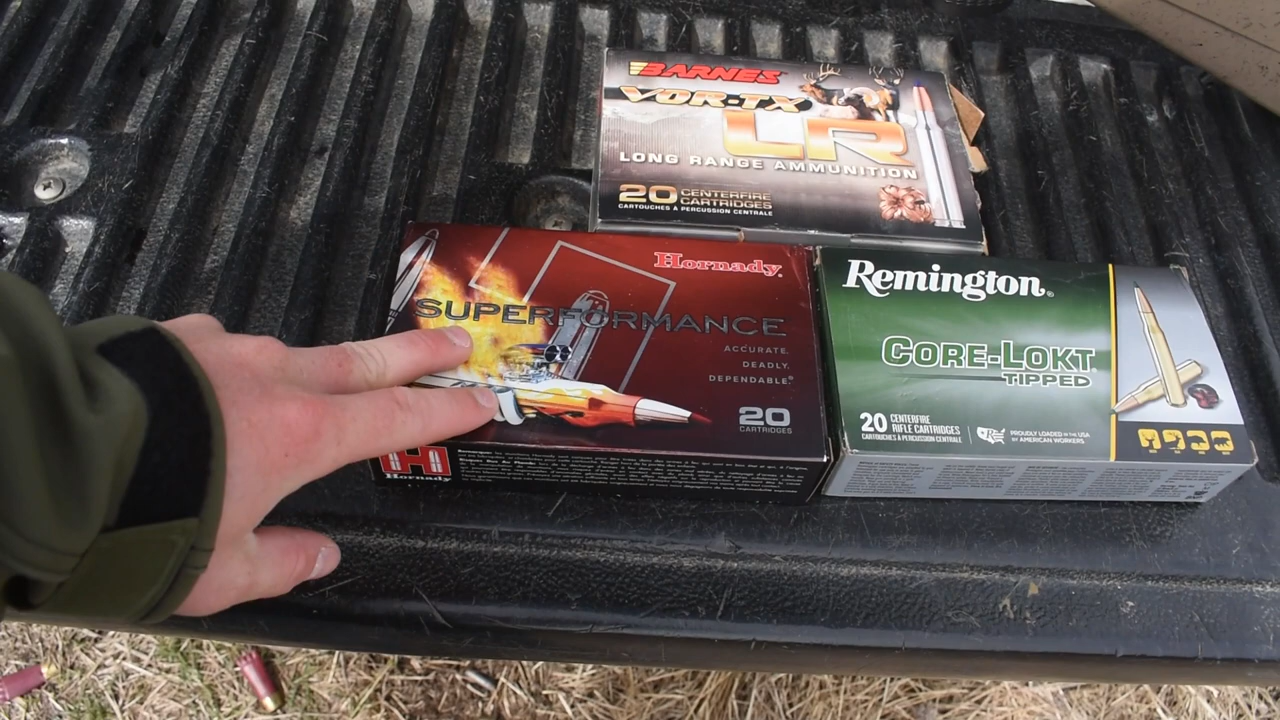 BARNES
VOR-TX
LR
LONG RANGE AMMUNITION
20 CENTERFIRE
CARTRIDGES
CARTOUCHES À PERCUSSION CENTRALE
Hornady
SUPERFORMANCE
ACCURATE.
DEADLY.
DEPENDABLE.®
20
CARTRIDGES
H
Hornady
Remington®
CORE-LOKT
TIPPED
20 CENTERFIRE
RIFLE CARTRIDGES
CARTOUCHES À PERCUSSION CENTRALE
PROUDLY LOADED IN THE USA
BY AMERICAN WORKERS